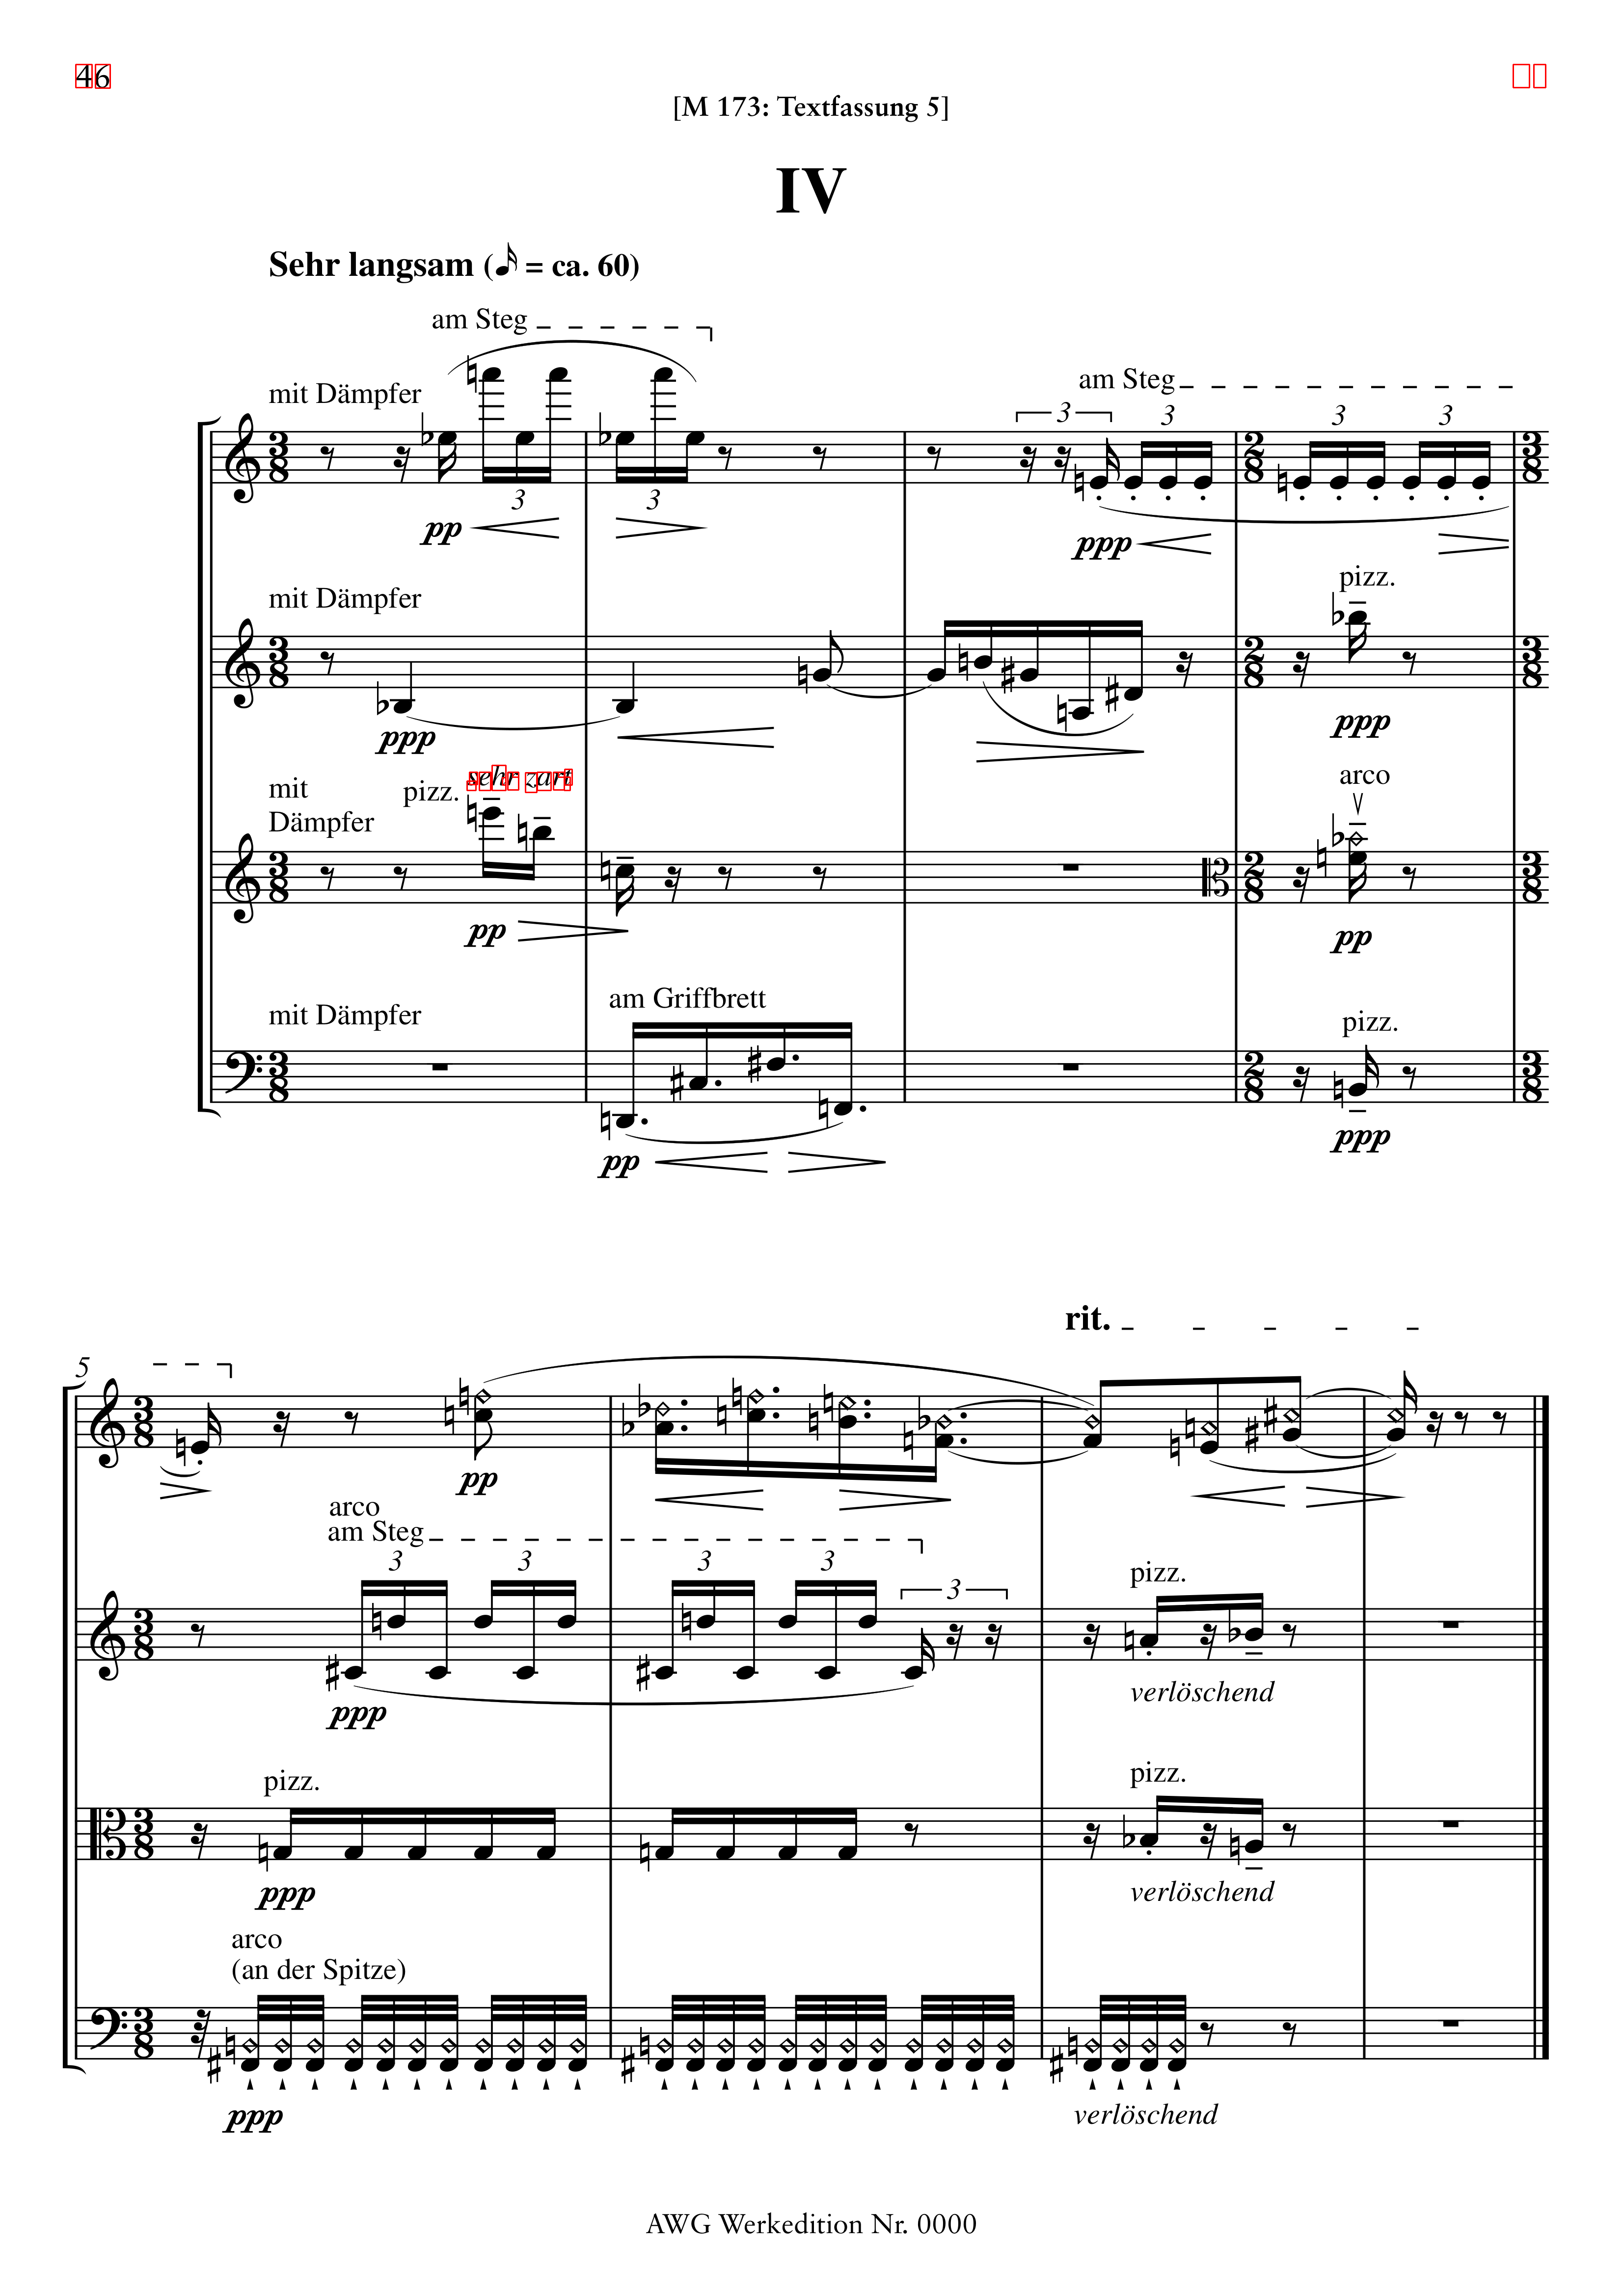 46
[M 173: Textfassung 5]
IV
Sehr langsam (𝅘𝅥𝅯 = ca. 60)
am Steg
mit Dämpfer
3 3
pp
am Steg
3 3 3 3
ppp
mit Dämpfer
ppp
pizz.
ppp
mit
Dämpfer
pizz. sehr zart
pp
arco
pp
mit Dämpfer
am Griffbrett
pp
pizz.
ppp
rit.
5
pp
arco
am Steg
3 3 3 3 3
ppp
pizz.
verlöschend
pizz.
ppp
pizz.
verlöschend
arco
(an der Spitze)
ppp
verlöschend
AWG Werkedition Nr. 0000